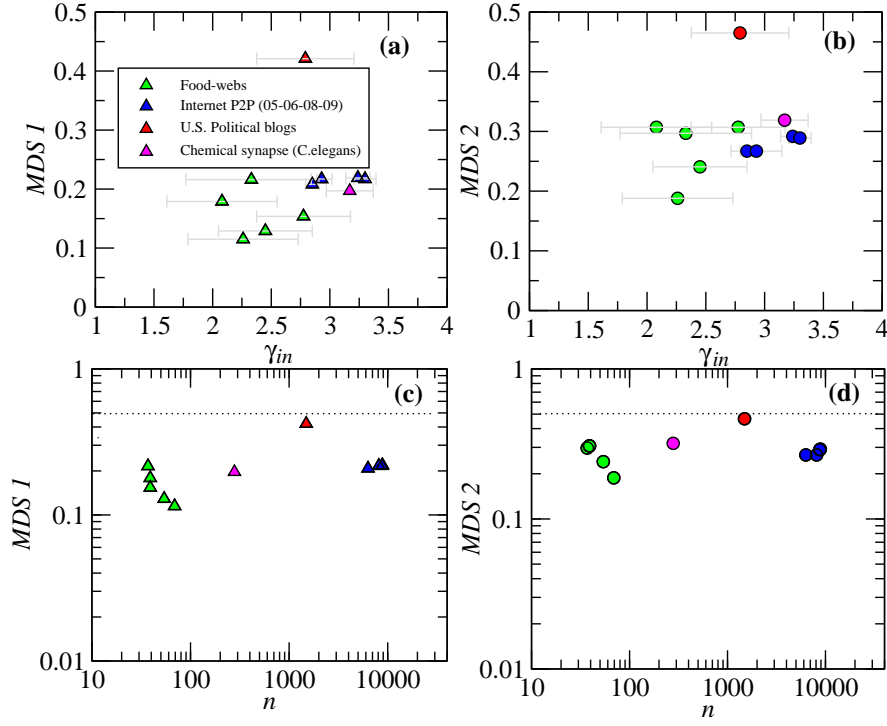 0.5
0.4
0.3
0.2
0.1
0
MDS 1
(a)
Food-webs
Internet P2P (05-06-08-09)
U.S. Political blogs
Chemical synapse (C.elegans)
1 1.5 2 2.5 3 3.5 4
γin
0.5
0.4
0.3
0.2
0.1
0
MDS 2
(b)
1 1.5 2 2.5 3 3.5 4
γin
1
0.1
0.01
MDS 1
(c)
10 100 1000 10000
n
1
0.1
0.01
MDS 2
(d)
10 100 1000 10000
n